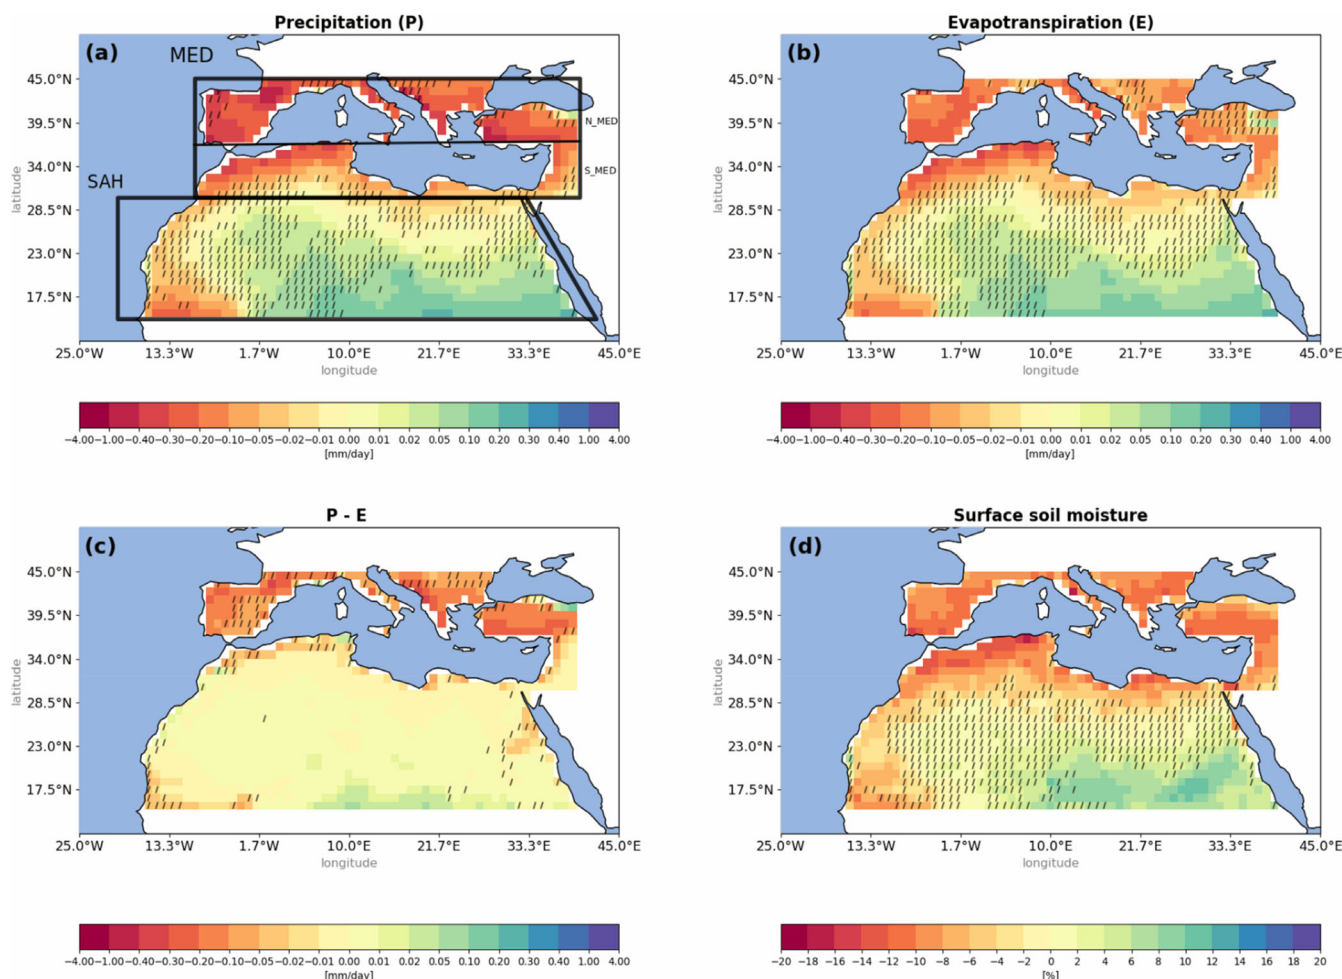 Precipitation (P)
(a)
MED
45.0°N
39.5°N
34.0°N
28.5°N
23.0°N
17.5°N
latitude
N_MED
S_MED
SAH
25.0°W 13.3°W 1.7°W 10.0°E 21.7°E 33.3°E 45.0°E
longitude
−4.00 −1.00 −0.40 −0.30 −0.20 −0.10 −0.05 −0.02 −0.01 0.00 0.01 0.02 0.05 0.10 0.20 0.30 0.40 1.00 4.00
[mm/day]
Evapotranspiration (E)
(b)
45.0°N
39.5°N
34.0°N
28.5°N
23.0°N
17.5°N
latitude
25.0°W 13.3°W 1.7°W 10.0°E 21.7°E 33.3°E 45.0°E
longitude
−4.00 −1.00 −0.40 −0.30 −0.20 −0.10 −0.05 −0.02 −0.01 0.00 0.01 0.02 0.05 0.10 0.20 0.30 0.40 1.00 4.00
[mm/day]
P - E
(c)
45.0°N
39.5°N
34.0°N
28.5°N
23.0°N
17.5°N
latitude
25.0°W 13.3°W 1.7°W 10.0°E 21.7°E 33.3°E 45.0°E
longitude
−4.00 −1.00 −0.40 −0.30 −0.20 −0.10 −0.05 −0.02 −0.01 0.00 0.01 0.02 0.05 0.10 0.20 0.30 0.40 1.00 4.00
[mm/day]
Surface soil moisture
(d)
45.0°N
39.5°N
34.0°N
28.5°N
23.0°N
17.5°N
latitude
25.0°W 13.3°W 1.7°W 10.0°E 21.7°E 33.3°E 45.0°E
longitude
−20 −18 −16 −14 −12 −10 −8 −6 −4 −2 0 2 4 6 8 10 12 14 16 18 20
[%]